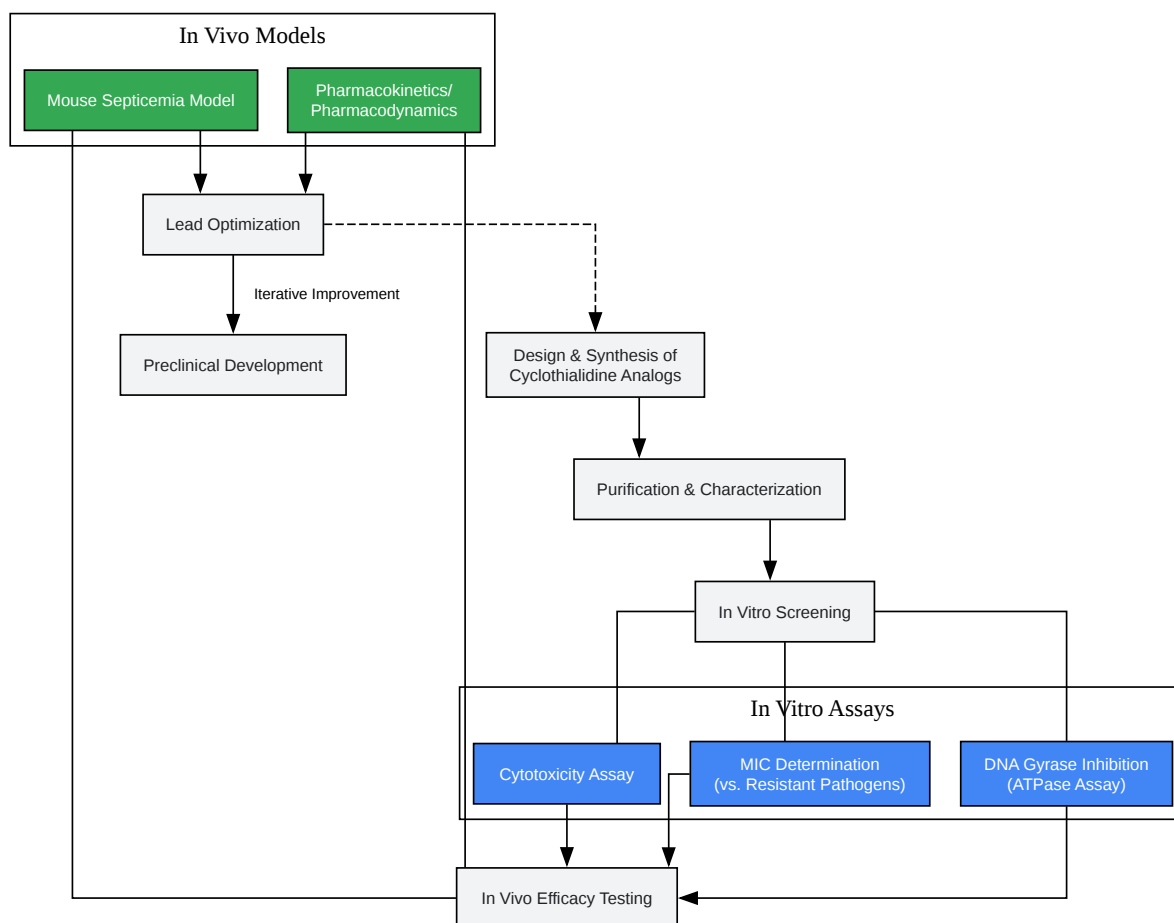 In Vivo Models
Mouse Septicemia Model
Pharmacokinetics/
Pharmacodynamics
Lead Optimization
Iterative Improvement
Preclinical Development
Design & Synthesis of
Cyclothialidine Analogs
Purification & Characterization
In Vitro Screening
In Vitro Assays
Cytotoxicity Assay
MIC Determination
(vs. Resistant Pathogens)
DNA Gyrase Inhibition
(ATPase Assay)
In Vivo Efficacy Testing